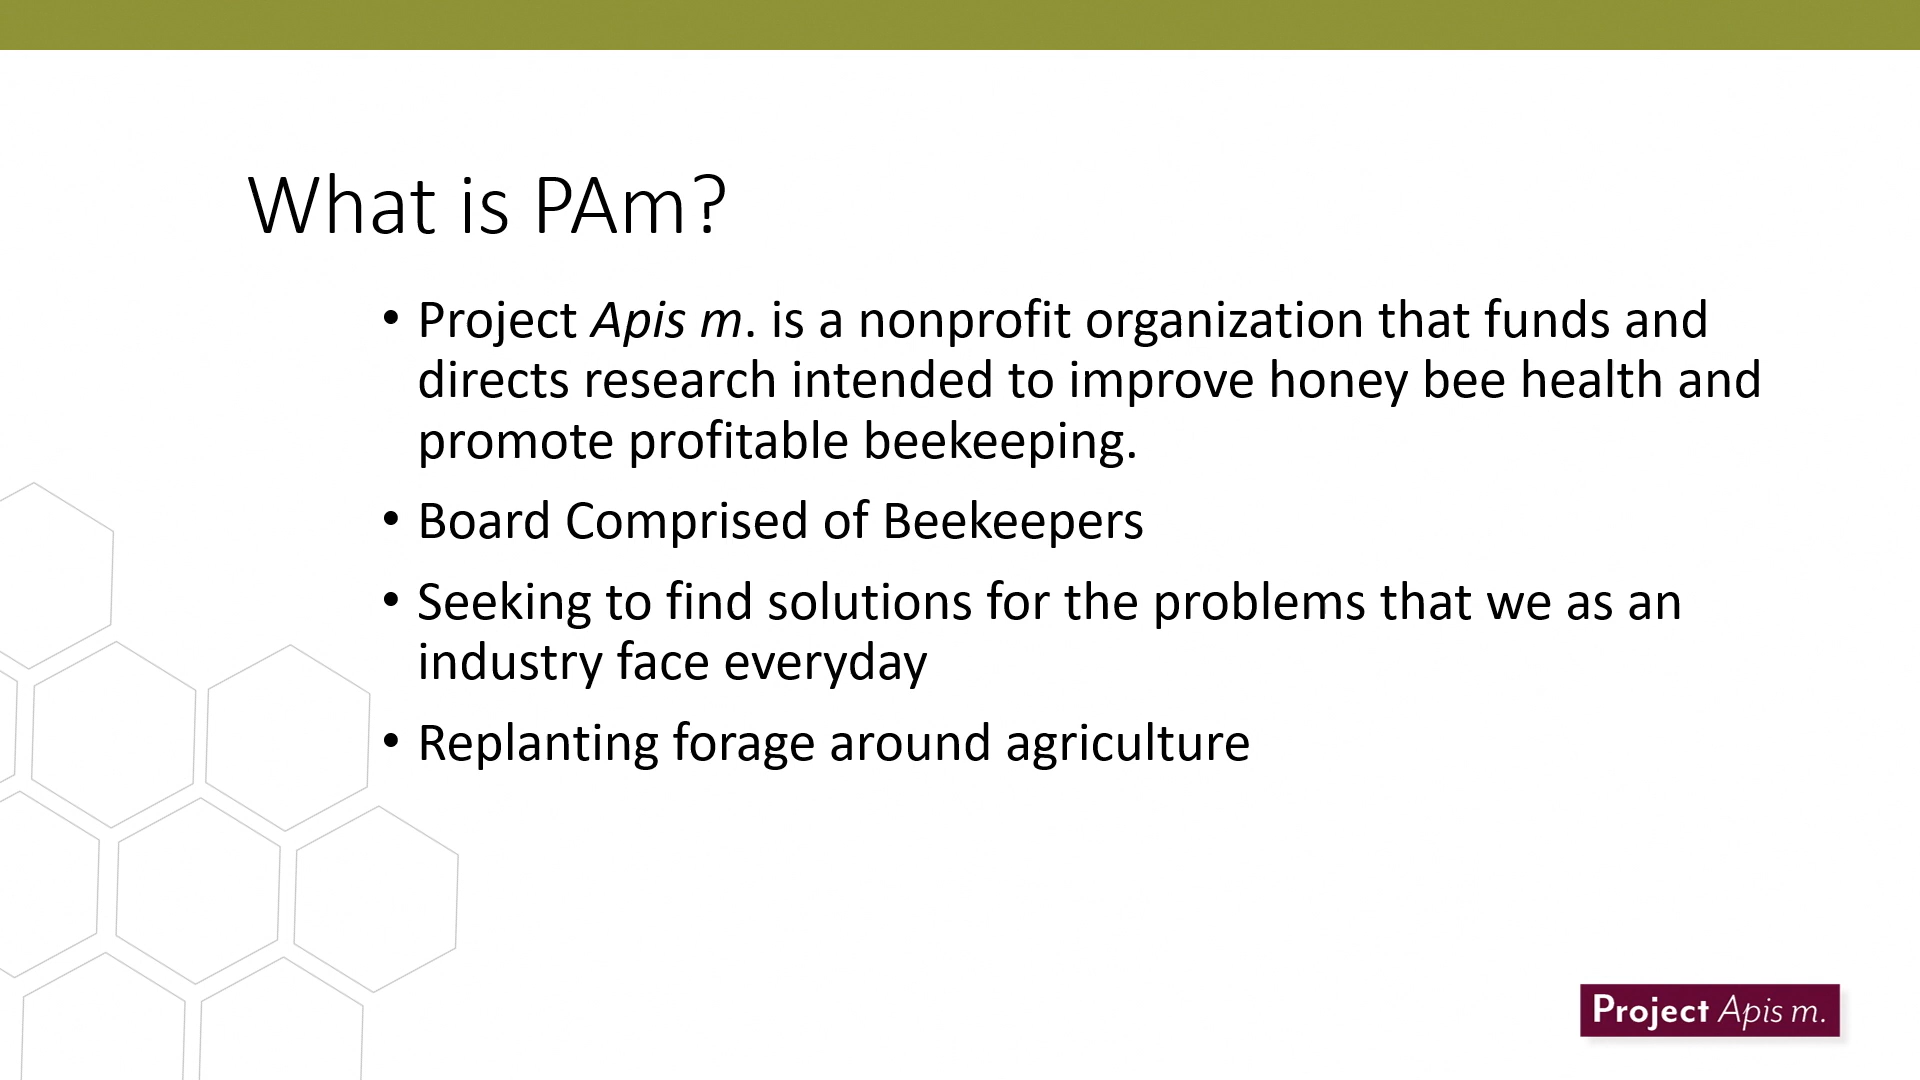 What is PAm?
• Project Apis m. is a nonprofit organization that funds and
directs research intended to improve honey bee health and
promote profitable beekeeping.
• Board Comprised of Beekeepers
• Seeking to find solutions for the problems that we as an
industry face everyday
• Replanting forage around agriculture
Project Apis m.